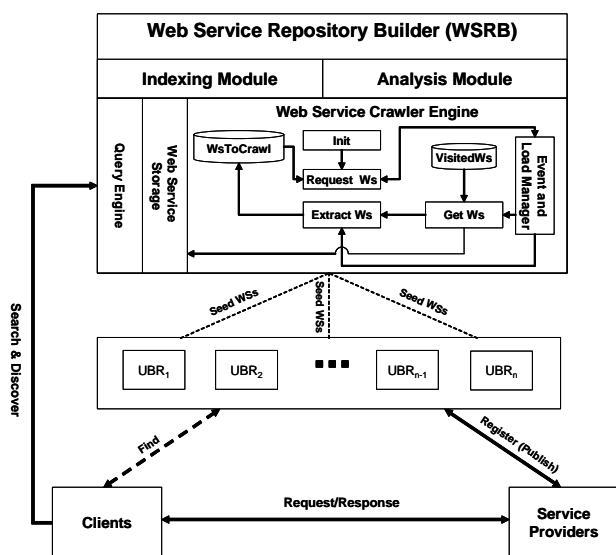 Web Service Repository Builder (WSRB)
Indexing Module
Analysis Module
Web Service Crawler Engine
Query Engine
Web Service
Storage
WsToCrawl
Init
VisitedWs
Request Ws
Extract Ws
Get Ws
Event and
Load Manager
Search & Discover
Seed WSs
Seed WSs
Seed WSs
UBR1
UBR2
UBRn-1
UBRn
Find
Register (Publish)
Request/Response
Clients
Service
Providers